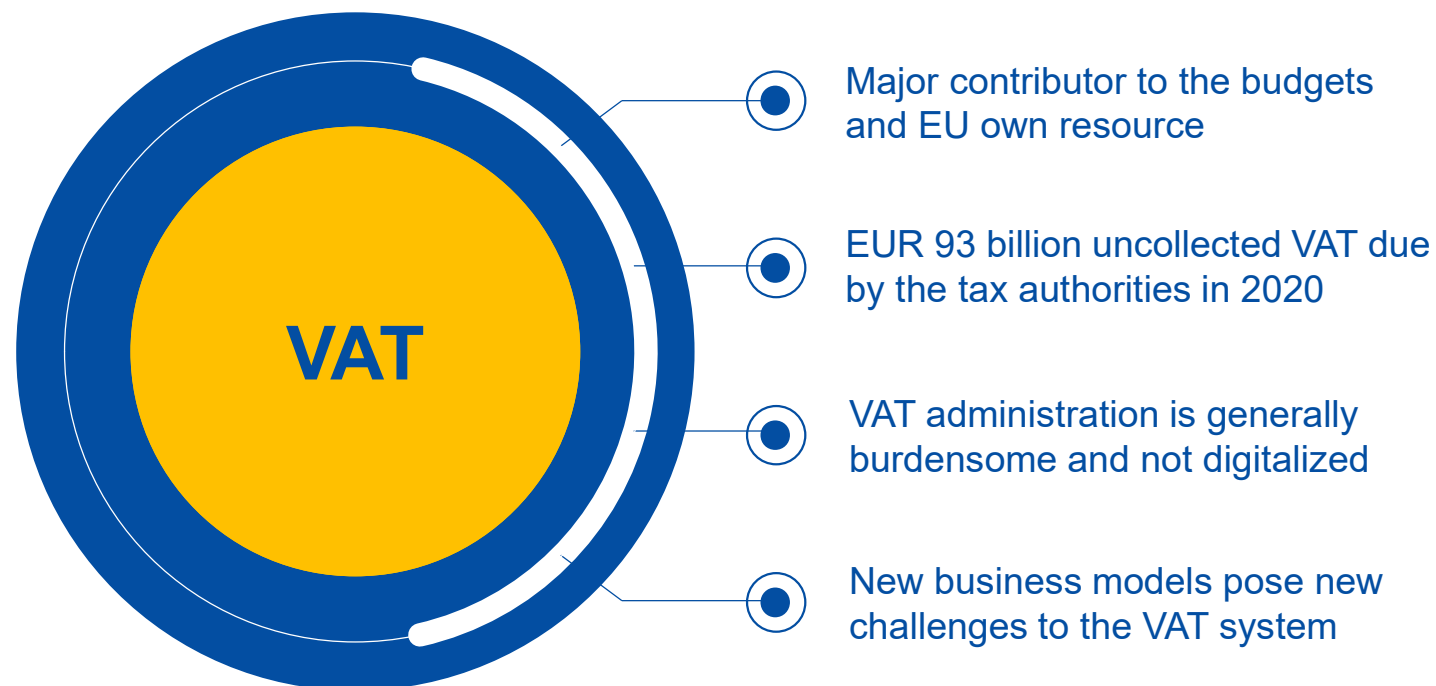 VAT
Major contributor to the budgets
and EU own resource
EUR 93 billion uncollected VAT due
by the tax authorities in 2020
VAT administration is generally
burdensome and not digitalized
New business models pose new
challenges to the VAT system